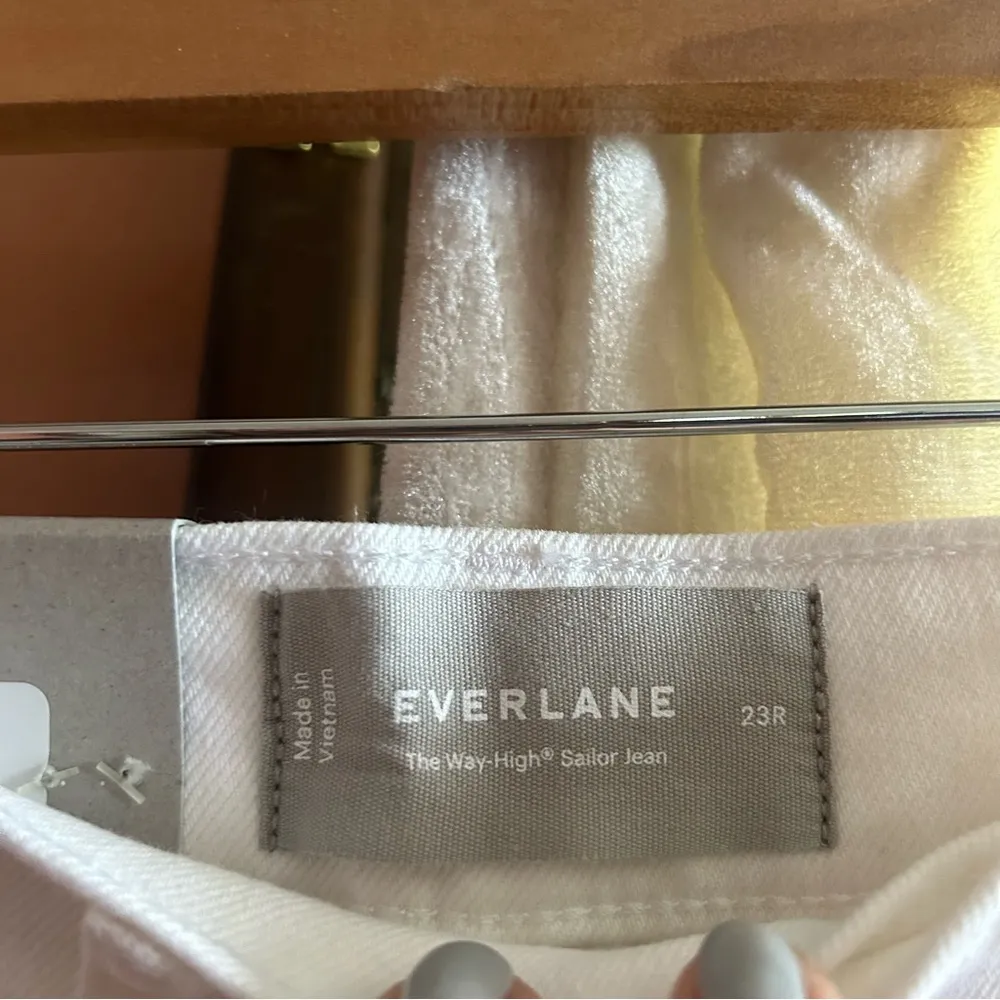 Made in
Vietnam
EVERLANE
23R
The Way-High® Sailor Jean